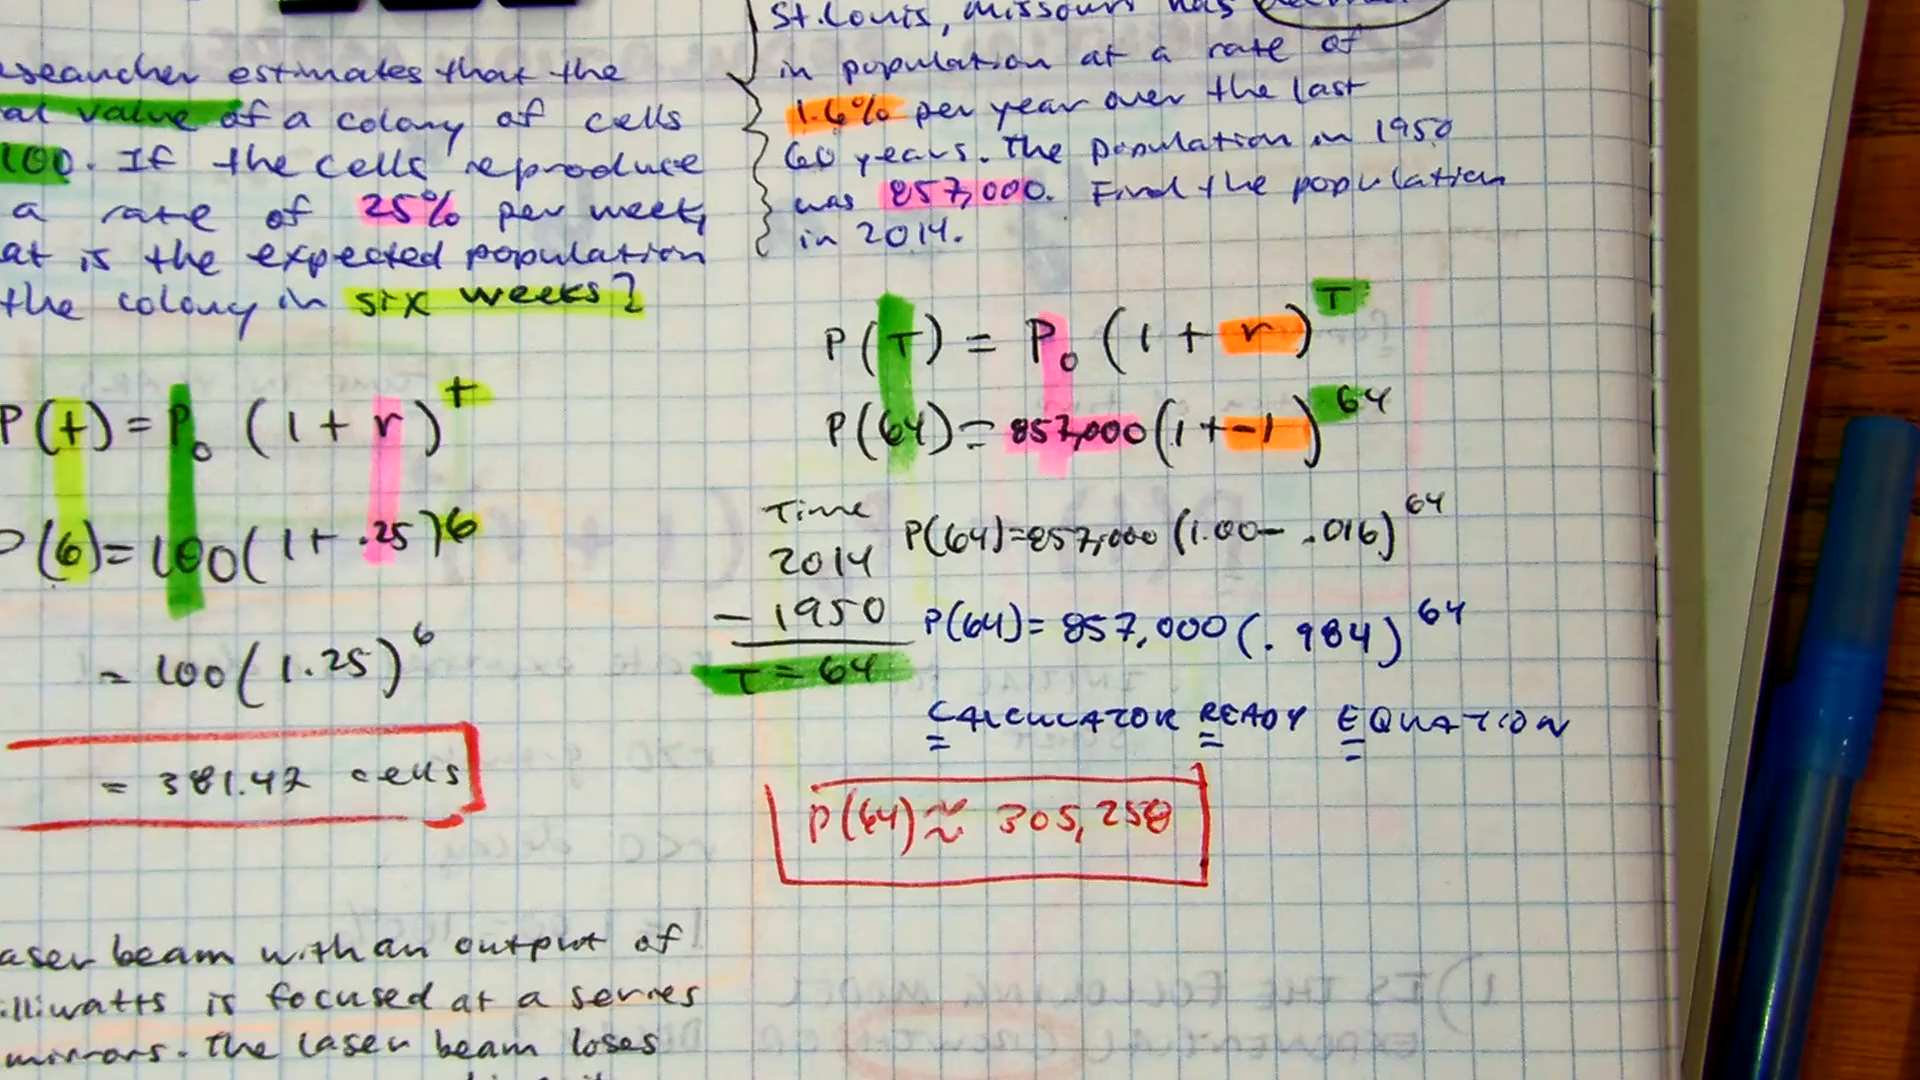 searcher estimates that the
al value of a colony of cells
100. If the cells reproduce
a rate of 25% per week,
at is the expected population
the colony in six weeks?
P(t) = P₀ (1 + r)^t
P(6) = 100(1 + .25)^6
= 100(1.25)^6
= 381.47 cells
aser beam with an output of
illiwatts is focused at a series
mirrors. The laser beam loses
St. Louis, Missouri has
in population at a rate of
1.6% per year over the last
60 years. The population in 1950
was 857,000. Find the population
in 2014.
P(T) = P₀ (1 + r)^T
P(64) = 857,000 (1 + -1)^64
Time
2014
- 1950
T = 64
P(64) = 857,000 (1.00 - .016)^64
P(64) = 857,000 (.984)^64
CALCULATOR READY EQUATION
P(64) ≈ 305,258